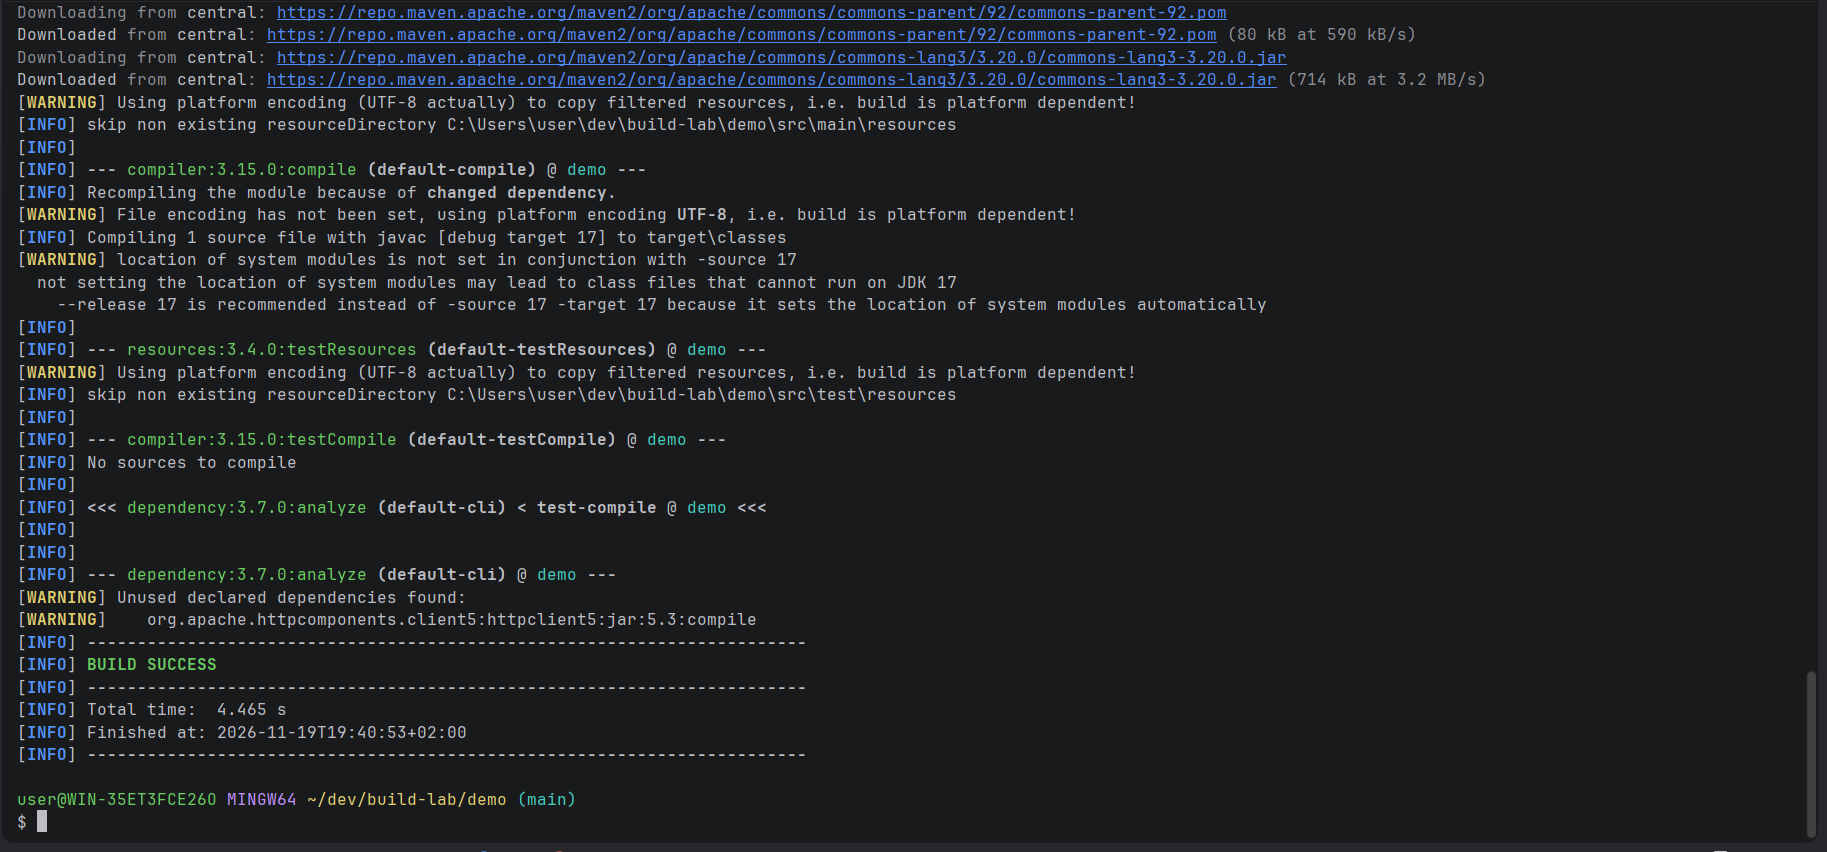 Downloading from central: https://repo.maven.apache.org/maven2/org/apache/commons/commons-parent/92/commons-parent-92.pom
Downloaded from central: https://repo.maven.apache.org/maven2/org/apache/commons/commons-parent/92/commons-parent-92.pom (80 kB at 590 kB/s)
Downloading from central: https://repo.maven.apache.org/maven2/org/apache/commons/commons-lang3/3.20.0/commons-lang3-3.20.0.jar
Downloaded from central: https://repo.maven.apache.org/maven2/org/apache/commons/commons-lang3/3.20.0/commons-lang3-3.20.0.jar (714 kB at 3.2 MB/s)
[WARNING] Using platform encoding (UTF-8 actually) to copy filtered resources, i.e. build is platform dependent!
[INFO] skip non existing resourceDirectory C:\Users\user\dev\build-lab\demo\src\main\resources
[INFO]
[INFO] --- compiler:3.15.0:compile (default-compile) @ demo ---
[INFO] Recompiling the module because of changed dependency.
[WARNING] File encoding has not been set, using platform encoding UTF-8, i.e. build is platform dependent!
[INFO] Compiling 1 source file with javac [debug target 17] to target\classes
[WARNING] location of system modules is not set in conjunction with -source 17
  not setting the location of system modules may lead to class files that cannot run on JDK 17
    --release 17 is recommended instead of -source 17 -target 17 because it sets the location of system modules automatically
[INFO]
[INFO] --- resources:3.4.0:testResources (default-testResources) @ demo ---
[WARNING] Using platform encoding (UTF-8 actually) to copy filtered resources, i.e. build is platform dependent!
[INFO] skip non existing resourceDirectory C:\Users\user\dev\build-lab\demo\src\test\resources
[INFO]
[INFO] --- compiler:3.15.0:testCompile (default-testCompile) @ demo ---
[INFO] No sources to compile
[INFO]
[INFO] <<< dependency:3.7.0:analyze (default-cli) < test-compile @ demo <<<
[INFO]
[INFO]
[INFO] --- dependency:3.7.0:analyze (default-cli) @ demo ---
[WARNING] Unused declared dependencies found:
[WARNING]    org.apache.httpcomponents.client5:httpclient5:jar:5.3:compile
[INFO] ------------------------------------------------------------------------
[INFO] BUILD SUCCESS
[INFO] ------------------------------------------------------------------------
[INFO] Total time:  4.465 s
[INFO] Finished at: 2026-11-19T19:40:53+02:00
[INFO] ------------------------------------------------------------------------
user@WIN-35ET3FCE260 MINGW64 ~/dev/build-lab/demo (main)
$